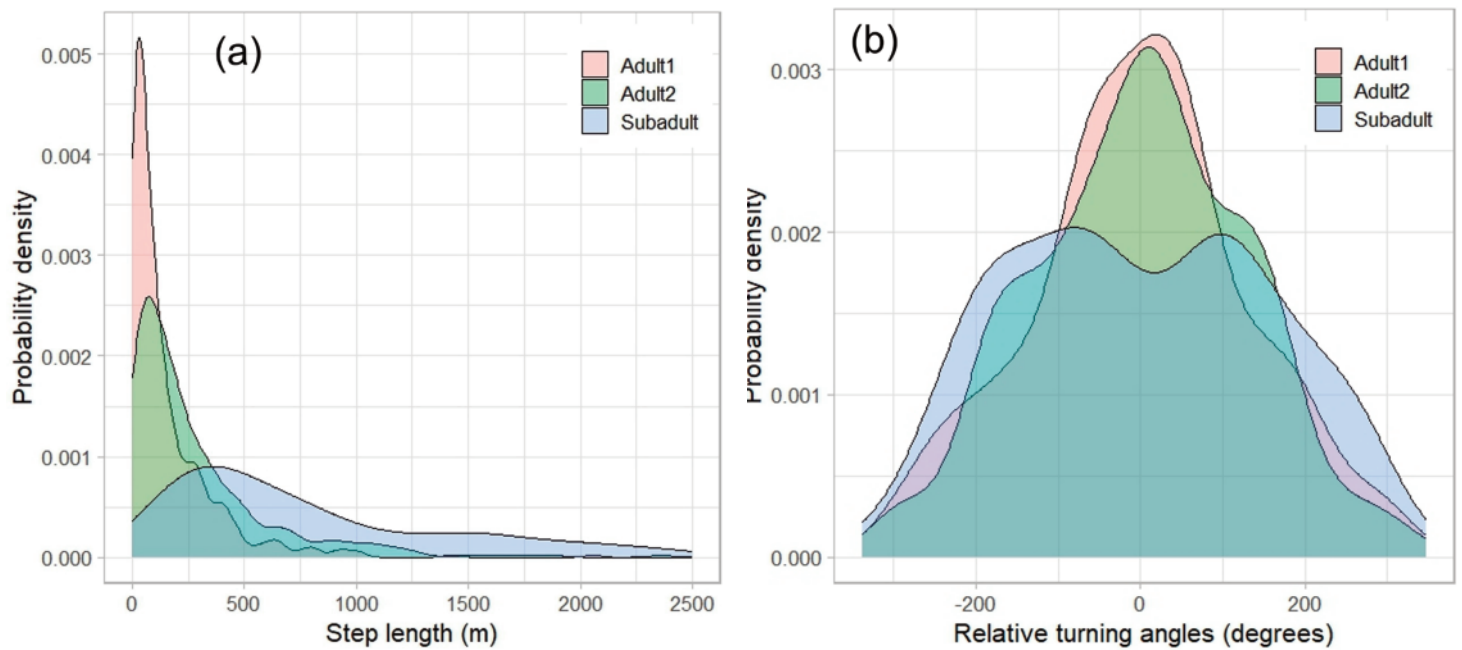 (a)
Adult1
Adult2
Subadult
Probability density
0.005
0.004
0.003
0.002
0.001
0.000
0 500 1000 1500 2000 2500
Step length (m)
(b)
Adult1
Adult2
Subadult
Probability density
0.003
0.002
0.001
0.000
-200 0 200
Relative turning angles (degrees)